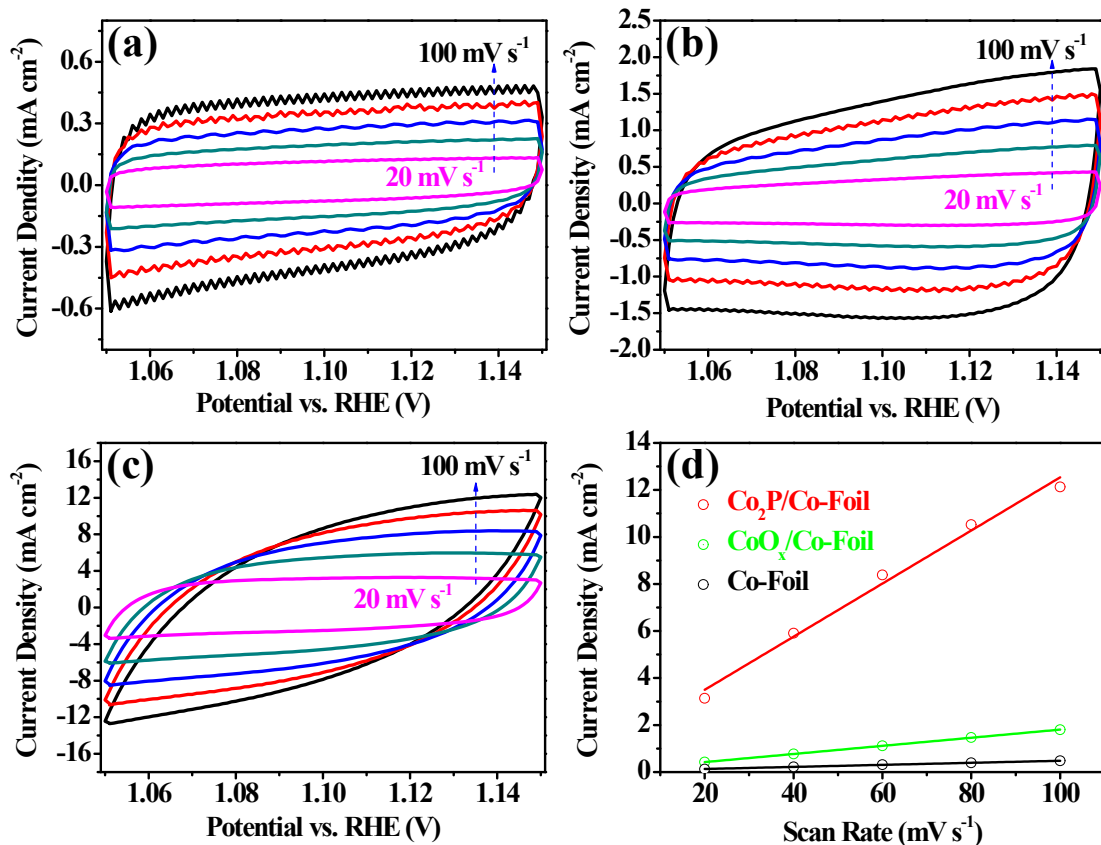 (a)
100 mV s⁻¹
20 mV s⁻¹
Current Dendity (mA cm⁻²)
0.6
0.3
0.0
-0.3
-0.6
1.06 1.08 1.10 1.12 1.14
Potential vs. RHE (V)
(b)
100 mV s⁻¹
20 mV s⁻¹
Current Density (mA cm⁻²)
2.5
2.0
1.5
1.0
0.5
0.0
-0.5
-1.0
-1.5
-2.0
1.06 1.08 1.10 1.12 1.14
Potential vs. RHE (V)
(c)
100 mV s⁻¹
20 mV s⁻¹
Current Density (mA cm⁻²)
16
12
8
4
0
-4
-8
-12
-16
1.06 1.08 1.10 1.12 1.14
Potential vs. RHE (V)
(d)
Co₂P/Co-Foil
CoOₓ/Co-Foil
Co-Foil
Current Density (mA cm⁻²)
14
12
10
8
6
4
2
0
20 40 60 80 100
Scan Rate (mV s⁻¹)